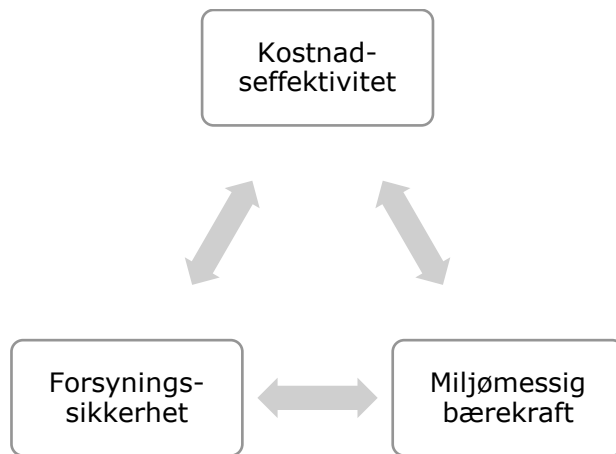 Kostnad-
seffektivitet
Forsynings-
sikkerhet
Miljømessig
bærekraft